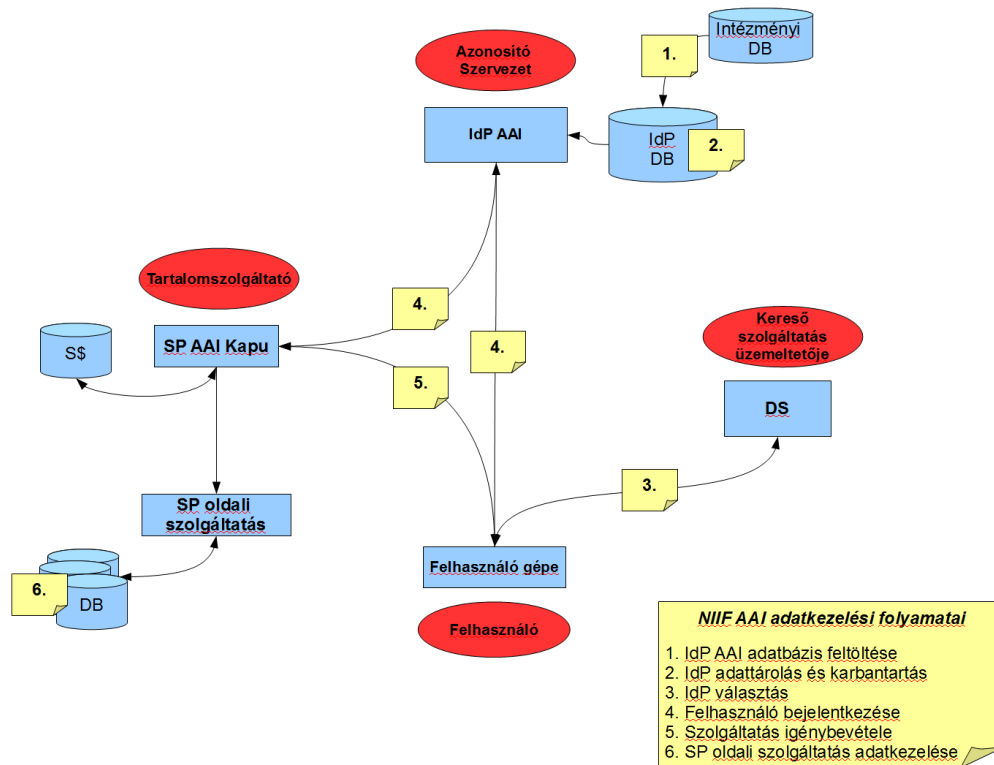 Intézményi
DB
1.
Azonosító
Szervezet
IdP AAI
IdP
DB
2.
Tartalomszolgáltató
4.
SP AAI Kapu
S$
4.
5.
Kereső
szolgáltatás
üzemeltetője
DS
3.
SP oldali
szolgáltatás
Felhasználó gépe
6.
DB
Felhasználó
NIIF AAI adatkezelési folyamatai
1. IdP AAI adatbázis feltöltése
2. IdP adattárolás és karbantartás
3. IdP választás
4. Felhasználó bejelentkezése
5. Szolgáltatás igénybevétele
6. SP oldali szolgáltatás adatkezelése